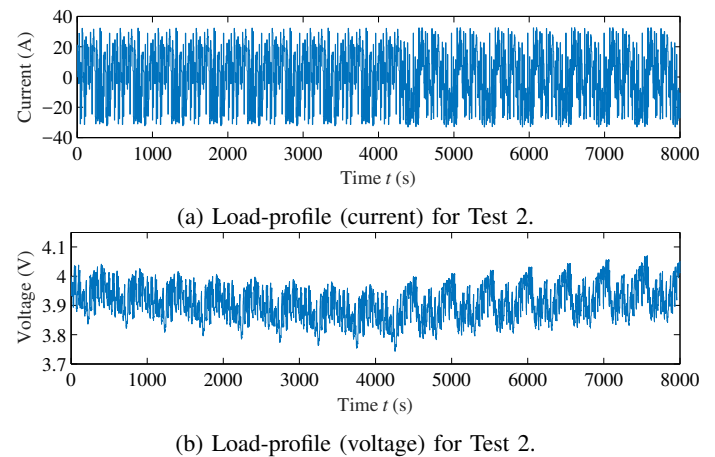 40
20
0
−20
−40
Current (A)
0 1000 2000 3000 4000 5000 6000 7000 8000
Time t (s)
(a) Load-profile (current) for Test 2.
4.1
4
3.9
3.8
3.7
Voltage (V)
0 1000 2000 3000 4000 5000 6000 7000 8000
Time t (s)
(b) Load-profile (voltage) for Test 2.